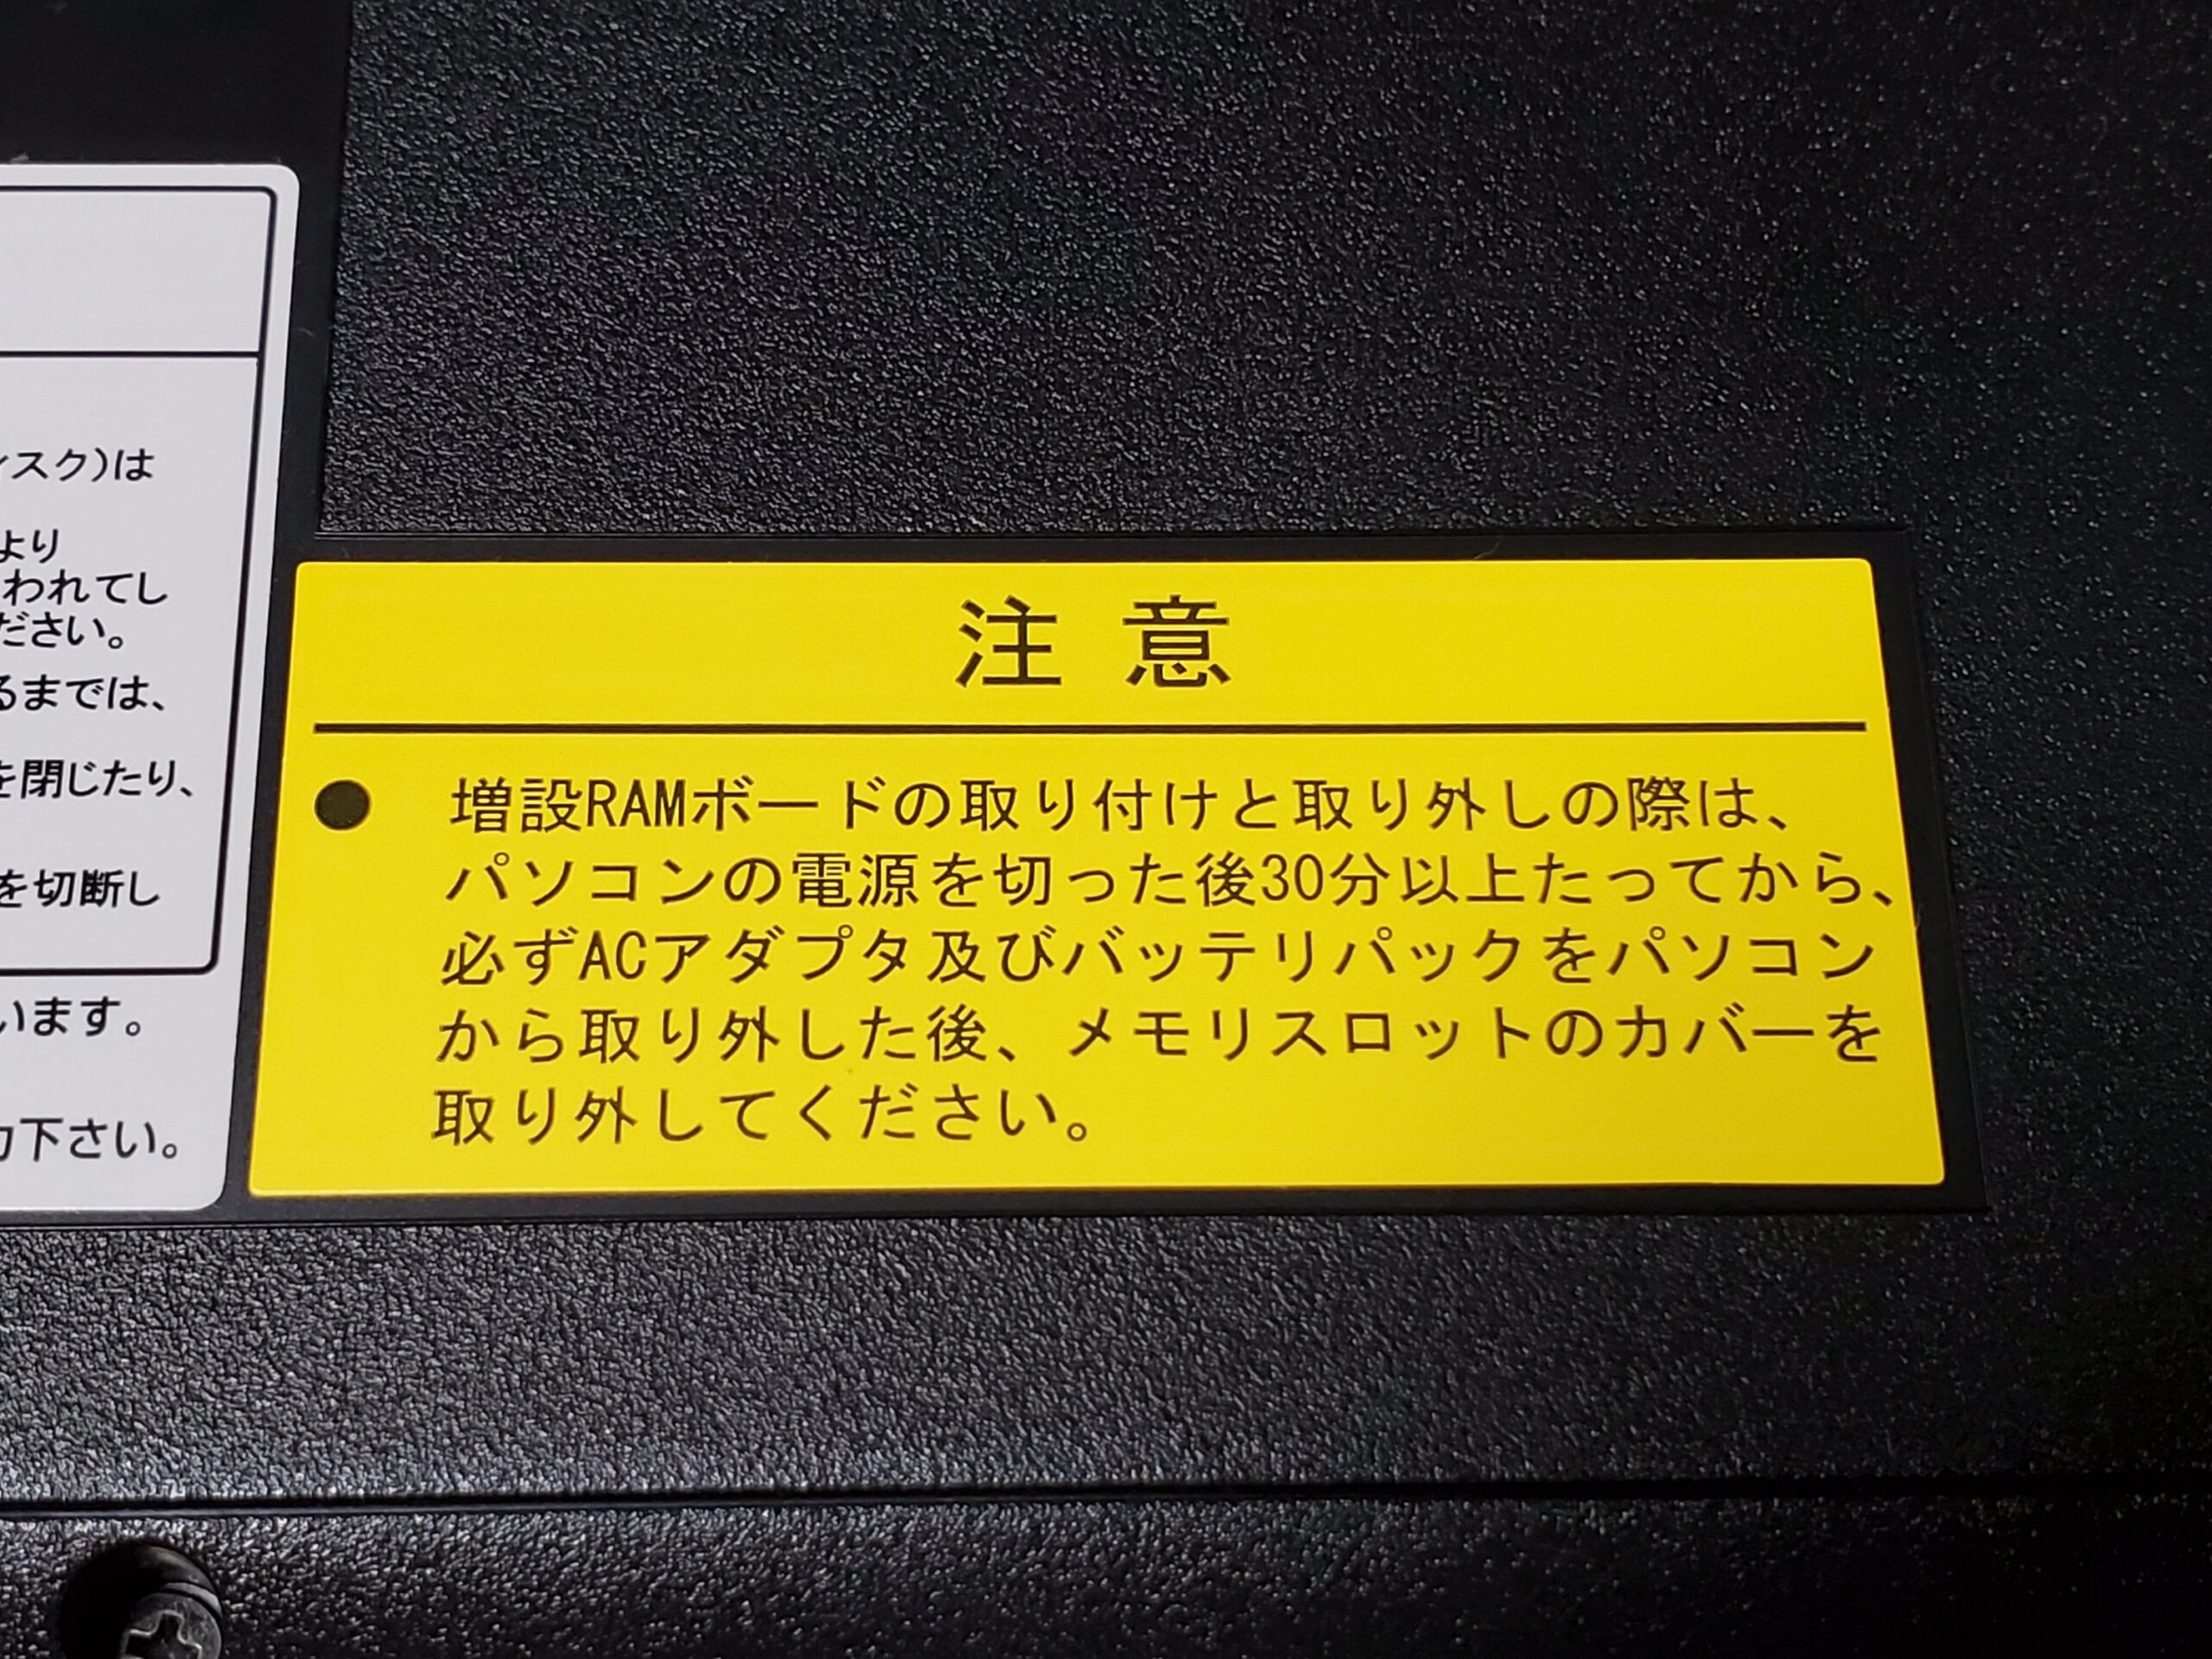 ィスク)は
より
われてし
ださい。
るまでは、
を閉じたり、
を切断し
います。
力下さい。
注意
● 増設RAMボードの取り付けと取り外しの際は、
パソコンの電源を切った後30分以上たってから、
必ずACアダプタ及びバッテリパックをパソコン
から取り外した後、メモリスロットのカバーを
取り外してください。